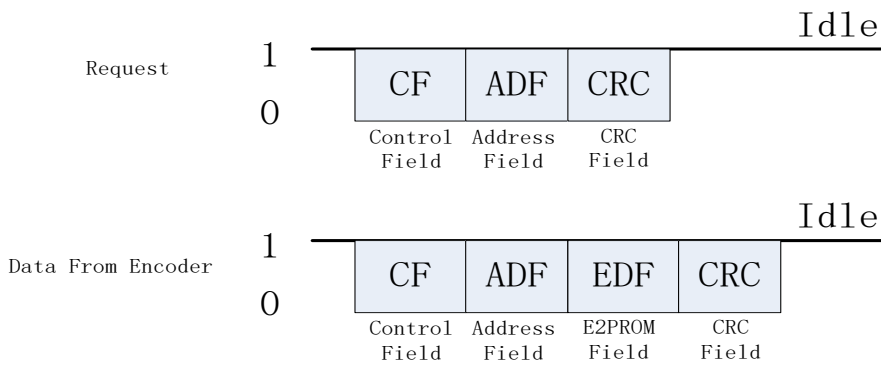 Idle
Request
1
0
CF ADF CRC
Control Address CRC
Field Field Field
Idle
Data From Encoder
1
0
CF ADF EDF CRC
Control Address E2PROM CRC
Field Field Field Field